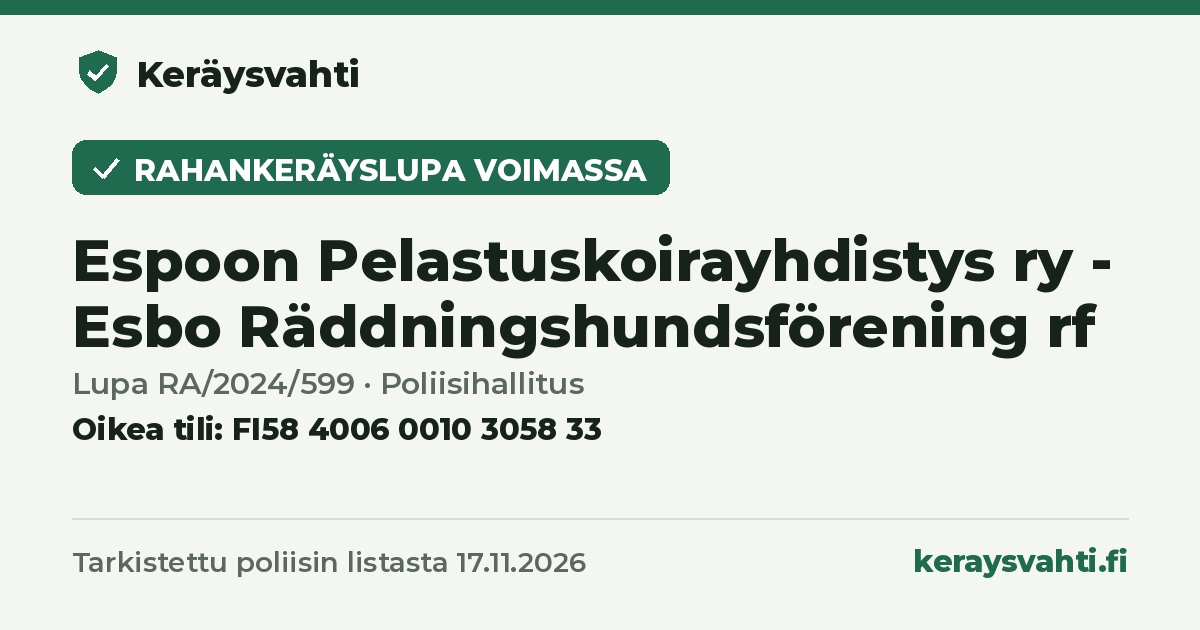 Keräysvahti
RAHANKERÄYSLUPA VOIMASSA
Espoon Pelastuskoirayhdistys ry -
Esbo Räddningshundsförening rf
Lupa RA/2024/599 · Poliisihallitus
Oikea tili: FI58 4006 0010 3058 33
Tarkistettu poliisin listasta 17.11.2026
keraysvahti.fi